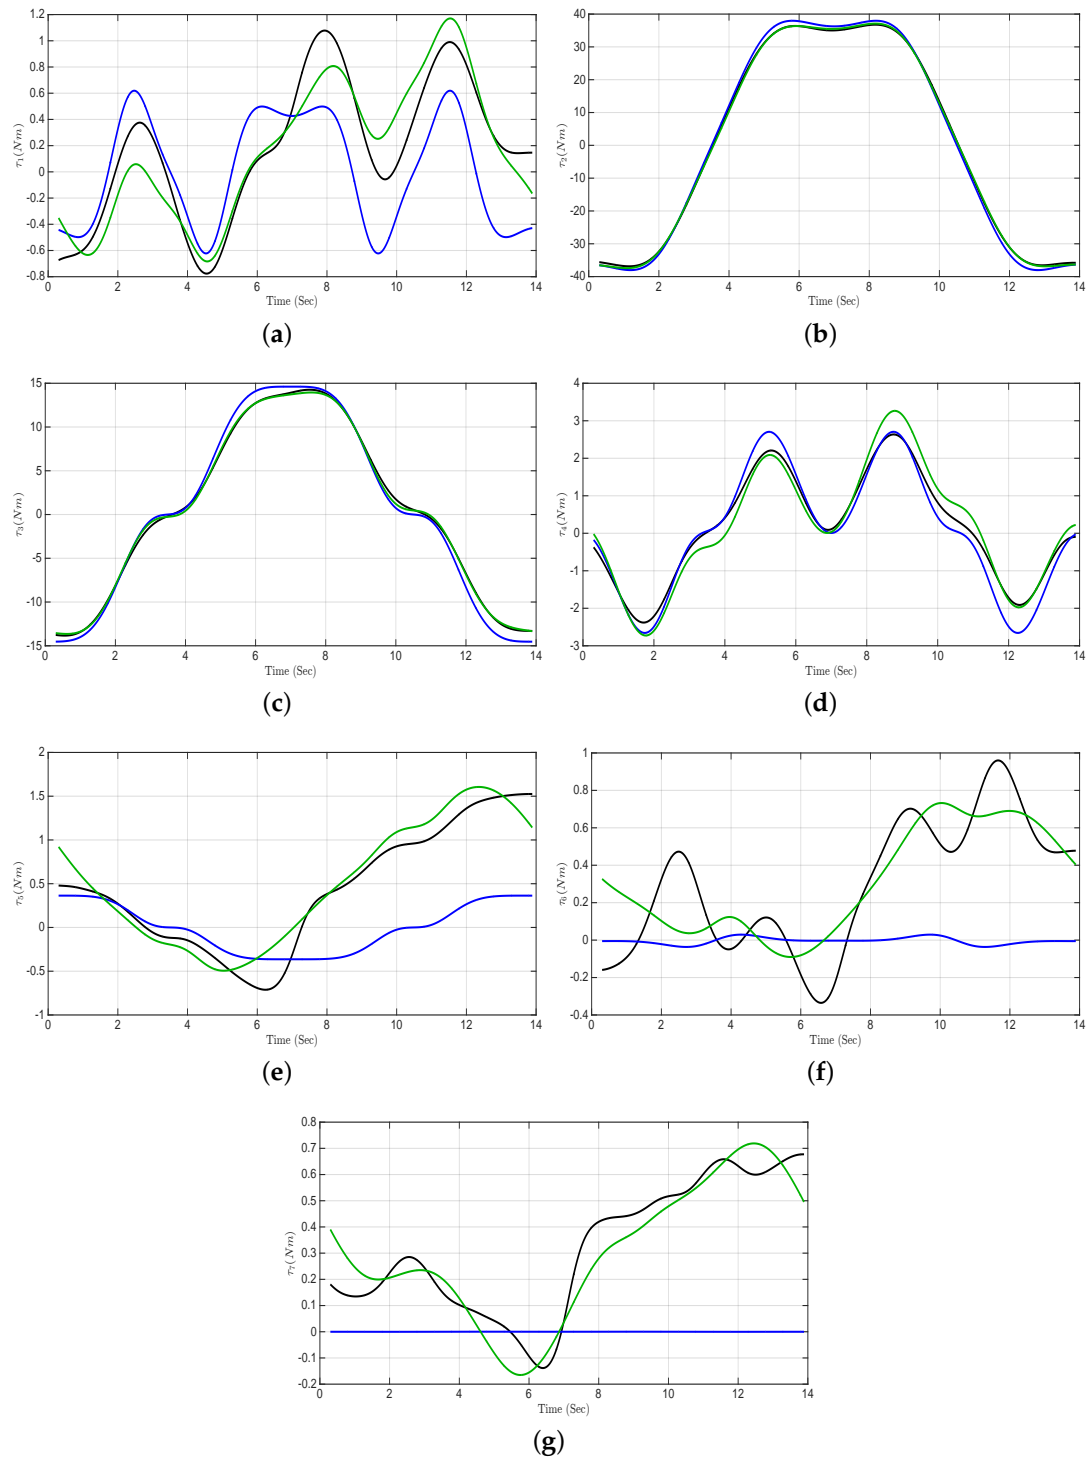 1.2
1
0.8
0.6
0.4
0.2
0
-0.2
-0.4
-0.6
-0.8
τ1(Nm)
0 2 4 6 8 10 12 14
Time (Sec)
(a)
40
30
20
10
0
-10
-20
-30
-40
τ2(Nm)
0 2 4 6 8 10 12 14
Time (Sec)
(b)
15
10
5
0
-5
-10
-15
τ3(Nm)
0 2 4 6 8 10 12 14
Time (Sec)
(c)
4
3
2
1
0
-1
-2
-3
τ4(Nm)
0 2 4 6 8 10 12 14
Time (Sec)
(d)
2
1.5
1
0.5
0
-0.5
-1
τ5(Nm)
0 2 4 6 8 10 12 14
Time (Sec)
(e)
1
0.8
0.6
0.4
0.2
0
-0.2
-0.4
τ6(Nm)
0 2 4 6 8 10 12 14
Time (Sec)
(f)
0.8
0.7
0.6
0.5
0.4
0.3
0.2
0.1
0
-0.1
-0.2
τ7(Nm)
0 2 4 6 8 10 12 14
Time (Sec)
(g)